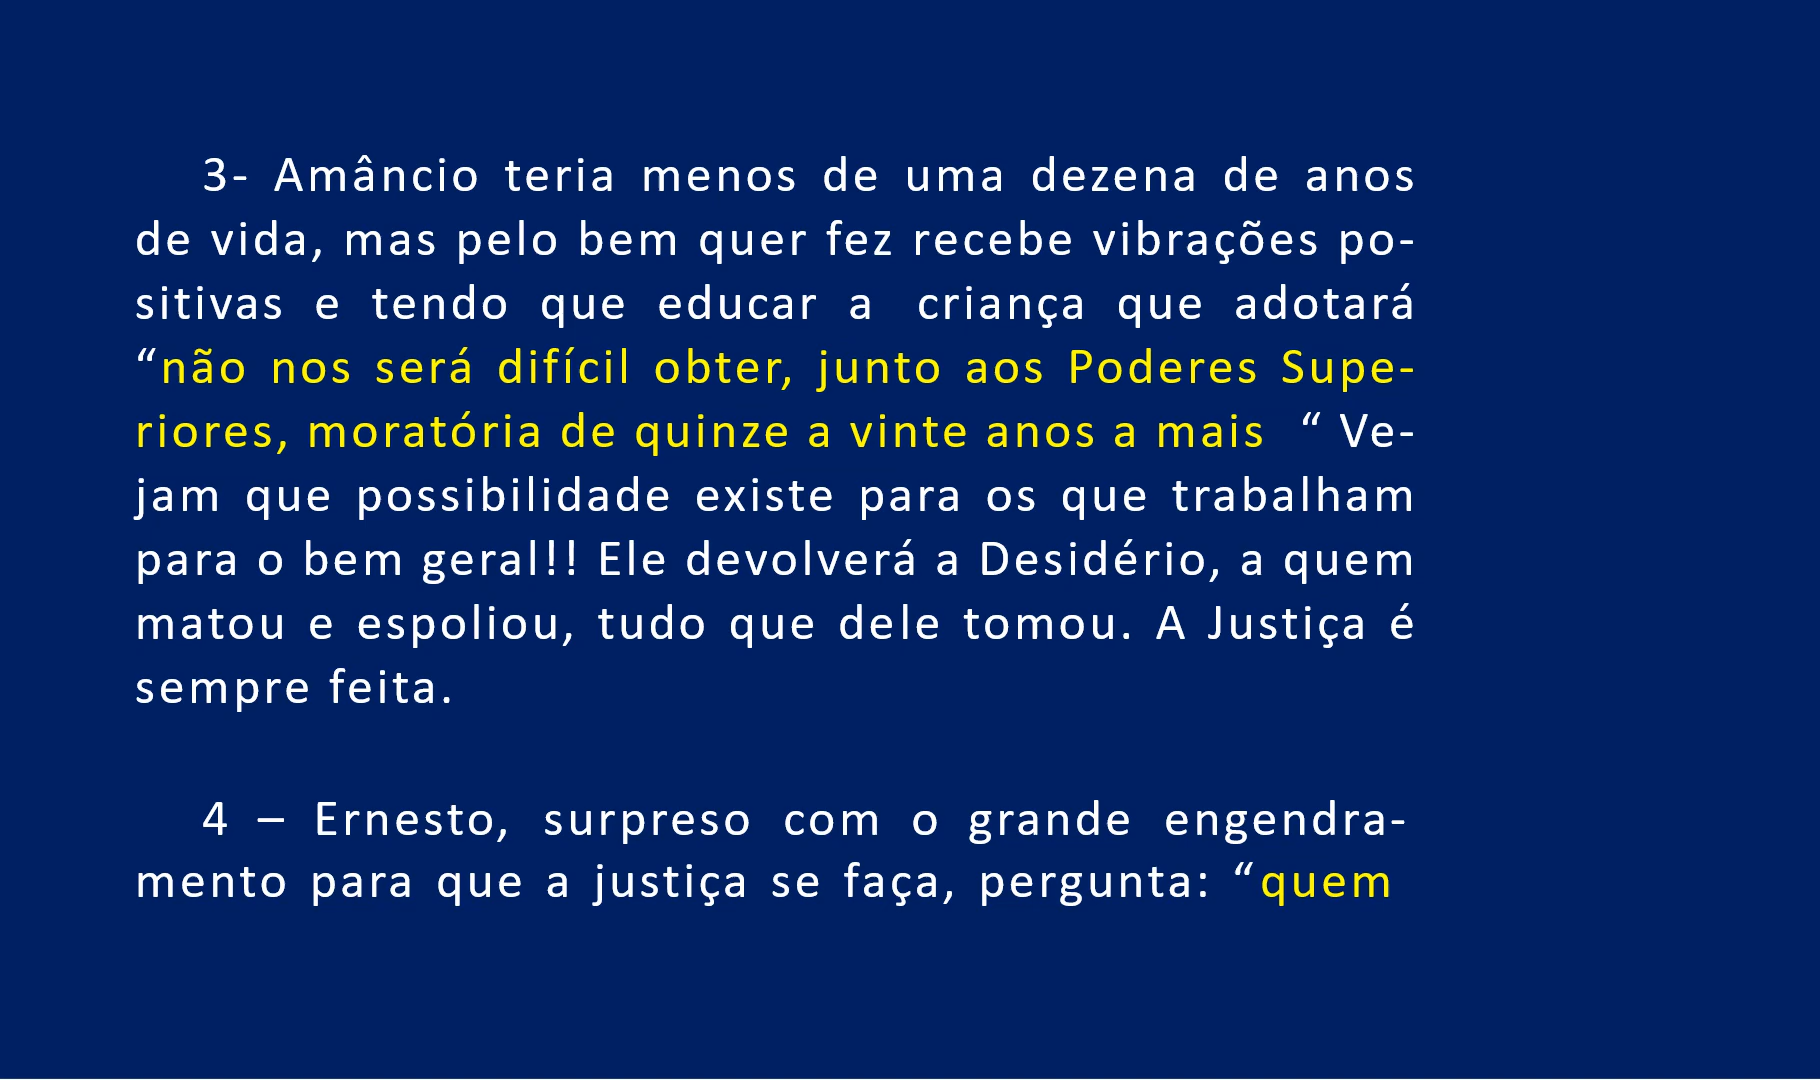 3- Amâncio teria menos de uma dezena de anos
de vida, mas pelo bem quer fez recebe vibrações po-
sitivas e tendo que educar a criança que adotará
“não nos será difícil obter, junto aos Poderes Supe-
riores, moratória de quinze a vinte anos a mais “ Ve-
jam que possibilidade existe para os que trabalham
para o bem geral!! Ele devolverá a Desidério, a quem
matou e espoliou, tudo que dele tomou. A Justiça é
sempre feita.
4 – Ernesto, surpreso com o grande engendra-
mento para que a justiça se faça, pergunta: “quem